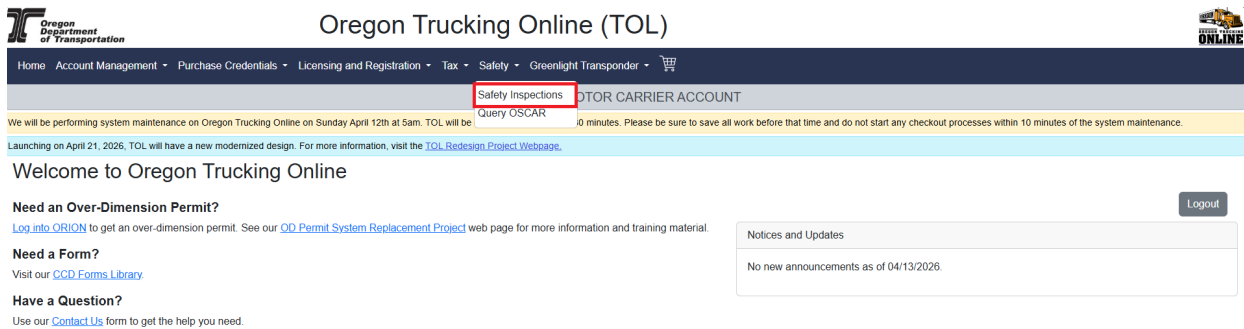 Oregon
Department
of Transportation
Oregon Trucking Online (TOL)
OREGON TRUCKING
ONLINE
Home Account Management Purchase Credentials Licensing and Registration Tax Safety Greenlight Transponder
Safety Inspections
Query OSCAR
OTOR CARRIER ACCOUNT
We will be performing system maintenance on Oregon Trucking Online on Sunday April 12th at 5am. TOL will be 0 minutes. Please be sure to save all work before that time and do not start any checkout processes within 10 minutes of the system maintenance.
Launching on April 21, 2026, TOL will have a new modernized design. For more information, visit the TOL Redesign Project Webpage.
Welcome to Oregon Trucking Online
Logout
Need an Over-Dimension Permit?
Log into ORION to get an over-dimension permit. See our OD Permit System Replacement Project web page for more information and training material.
Notices and Updates
No new announcements as of 04/13/2026.
Need a Form?
Visit our CCD Forms Library.
Have a Question?
Use our Contact Us form to get the help you need.